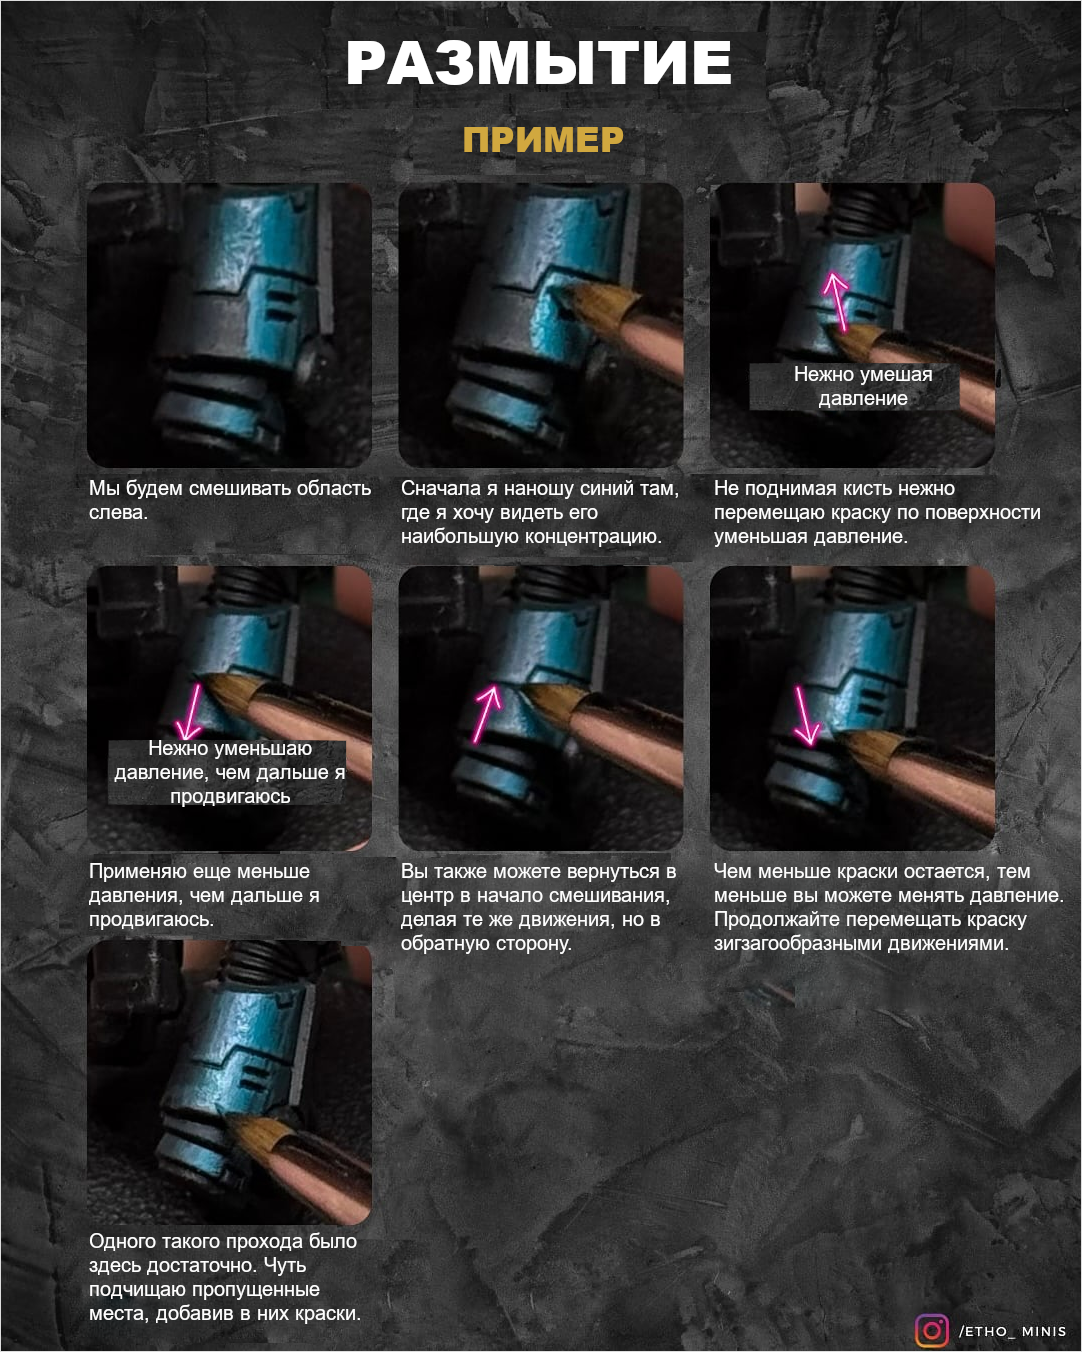 РАЗМЫТИЕ
ПРИМЕР
Нежно умешая
давление
Мы будем смешивать область
слева.
Сначала я наношу синий там,
где я хочу видеть его
наибольшую концентрацию.
Не поднимая кисть нежно
перемещаю краску по поверхности
уменьшая давление.
Нежно уменьшаю
давление, чем дальше я
продвигаюсь
Применяю еще меньше
давления, чем дальше я
продвигаюсь.
Вы также можете вернуться в
центр в начало смешивания,
делая те же движения, но в
обратную сторону.
Чем меньше краски остается, тем
меньше вы можете менять давление.
Продолжайте перемещать краску
зигзагообразными движениями.
Одного такого прохода было
здесь достаточно. Чуть
подчищаю пропущенные
места, добавив в них краски.
/ETHO_ MINIS